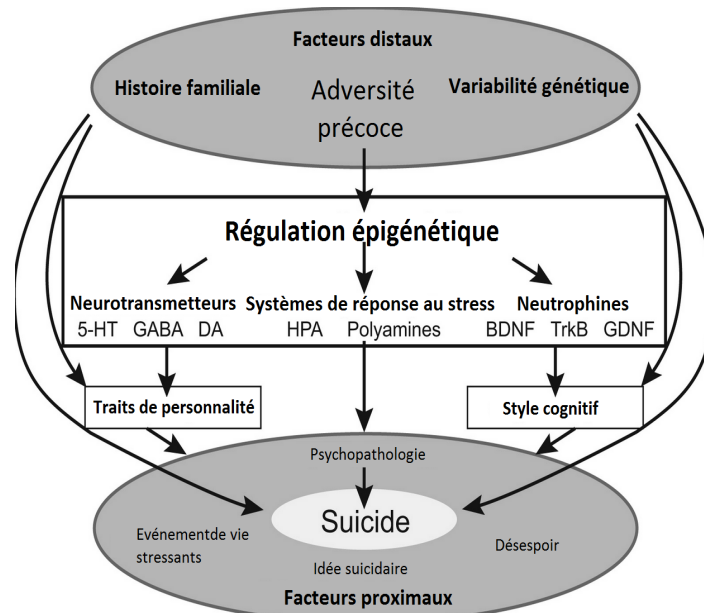 Facteurs distaux
Histoire familiale
Adversité
précoce
Variabilité génétique
Régulation épigénétique
Neurotransmetteurs
Systèmes de réponse au stress
Neutrophines
5-HT GABA DA
HPA Polyamines
BDNF TrkB GDNF
Traits de personnalité
Style cognitif
Psychopathologie
Suicide
Evénementde vie
stressants
Désespoir
Idée suicidaire
Facteurs proximaux